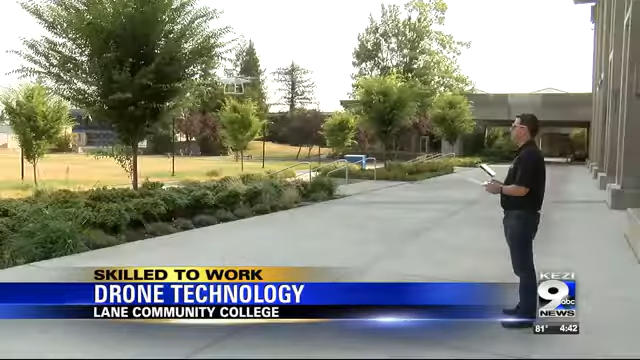 SKILLED TO WORK
DRONE TECHNOLOGY
LANE COMMUNITY COLLEGE
KEZI
9
abc
NEWS
81° 4:42